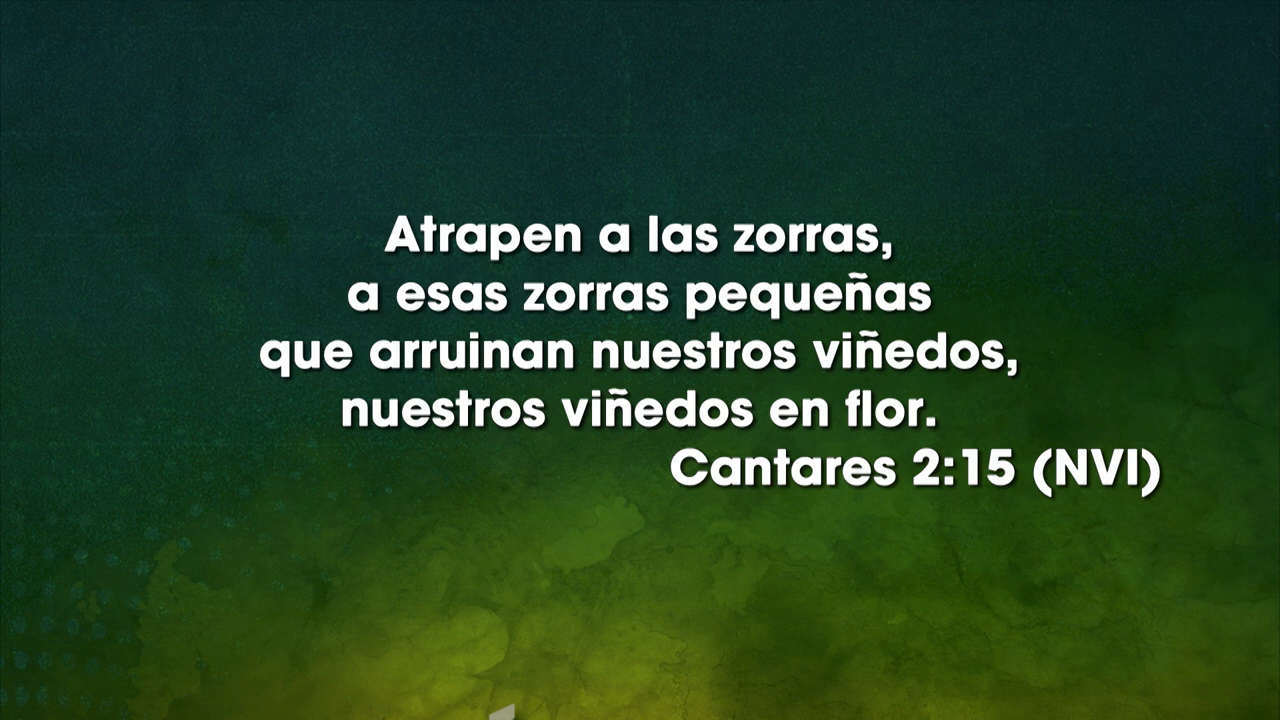 Atrapen a las zorras,
a esas zorras pequeñas
que arruinan nuestros viñedos,
nuestros viñedos en flor.
Cantares 2:15 (NVI)